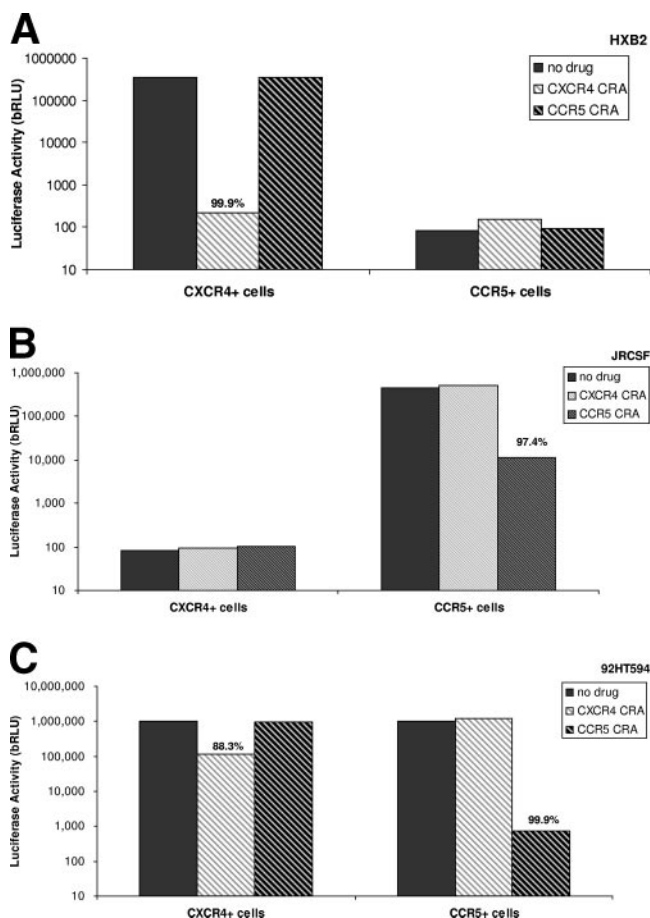 A
HXB2
1000000
100000
10000
1000
100
10
Luciferase Activity (bRLU)
no drug
CXCR4 CRA
CCR5 CRA
99.9%
CXCR4+ cells
CCR5+ cells
B
JRCSF
1,000,000
100,000
10,000
1,000
100
10
Luciferase Activity (bRLU)
no drug
CXCR4 CRA
CCR5 CRA
97.4%
CXCR4+ cells
CCR5+ cells
C
92HT594
10,000,000
1,000,000
100,000
10,000
1,000
100
10
Luciferase Activity (bRLU)
no drug
CXCR4 CRA
CCR5 CRA
88.3%
99.9%
CXCR4+ cells
CCR5+ cells